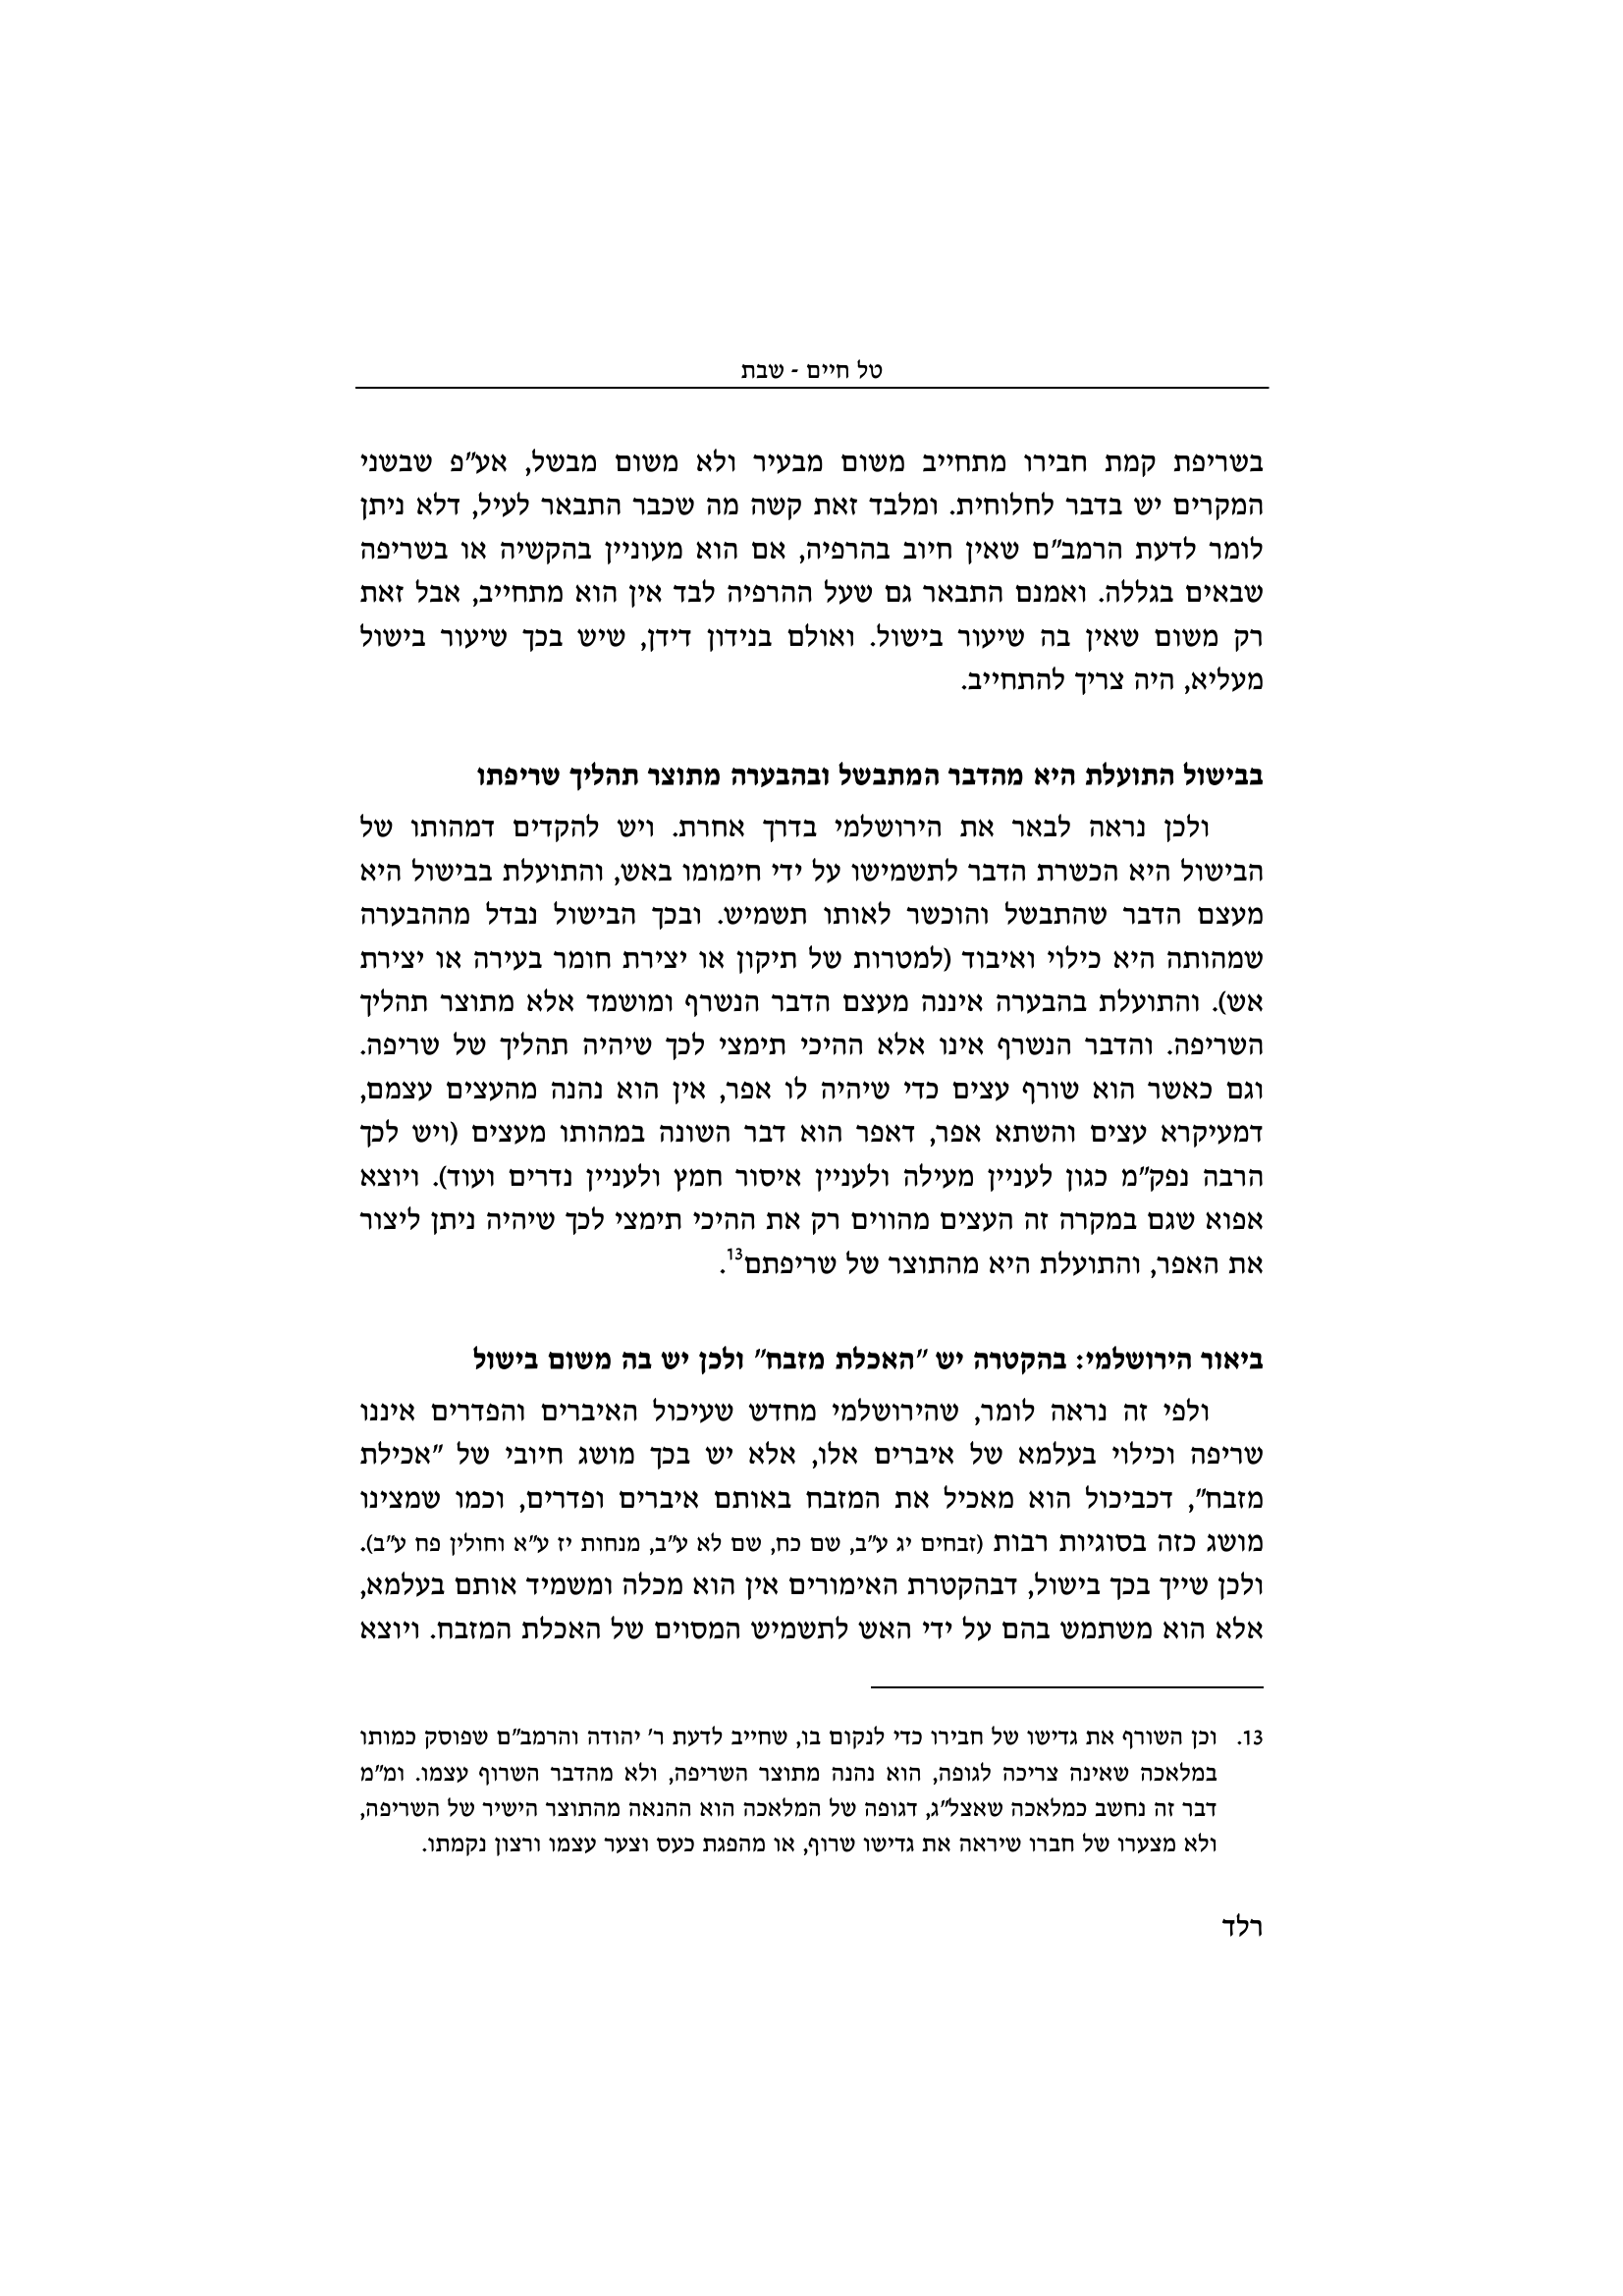 טל חיים - שבת
בשריפת קמת חבירו מתחייב משום מבעיר ולא משום מבשל, אע"פ שבשני
המקרים יש בדבר לחלוחית. ומלבד זאת קשה מה שכבר התבאר לעיל, דלא ניתן
לומר לדעת הרמב"ם שאין חיוב בהרפיה, אם הוא מעוניין בהקשיה או בשריפה
שבאים בגללה. ואמנם התבאר גם שעל ההרפיה לבד אין הוא מתחייב, אבל זאת
רק משום שאין בה שיעור בישול. ואולם בנידון דידן, שיש בכך שיעור בישול
מעליא, היה צריך להתחייב.
בבישול התועלת היא מהדבר המתבשל ובהבערה מתוצר תהליך שריפתו
ולכן נראה לבאר את הירושלמי בדרך אחרת. ויש להקדים דמהותו של
הבישול היא הכשרת הדבר לתשמישו על ידי חימומו באש, והתועלת בבישול היא
מעצם הדבר שהתבשל והוכשר לאותו תשמיש. ובכך הבישול נבדל מההבערה
שמהותה היא כילוי ואיבוד (למטרות של תיקון או יצירת חומר בעירה או יצירת
אש). והתועלת בהבערה איננה מעצם הדבר הנשרף ומושמד אלא מתוצר תהליך
השריפה. והדבר הנשרף אינו אלא ההיכי תימצי לכך שיהיה תהליך של שריפה.
וגם כאשר הוא שורף עצים כדי שיהיה לו אפר, אין הוא נהנה מהעצים עצמם,
דמעיקרא עצים והשתא אפר, דאפר הוא דבר השונה במהותו מעצים (ויש לכך
הרבה נפק"מ כגון לעניין מעילה ולעניין איסור חמץ ולעניין נדרים ועוד). ויוצא
אפוא שגם במקרה זה העצים מהווים רק את ההיכי תימצי לכך שיהיה ניתן ליצור
את האפר, והתועלת היא מהתוצר של שריפתם13.
ביאור הירושלמי: בהקטרה יש "האכלת מזבח" ולכן יש בה משום בישול
ולפי זה נראה לומר, שהירושלמי מחדש שעיכול האיברים והפדרים איננו
שריפה וכילוי בעלמא של איברים אלו, אלא יש בכך מושג חיובי של "אכילת
מזבח", דכביכול הוא מאכיל את המזבח באותם איברים ופדרים, וכמו שמצינו
מושג כזה בסוגיות רבות (זבחים יג ע"ב, שם כח, שם לא ע"ב, מנחות יז ע"א וחולין פח ע"ב).
ולכן שייך בכך בישול, דבהקטרת האימורים אין הוא מכלה ומשמיד אותם בעלמא,
אלא הוא משתמש בהם על ידי האש לתשמיש המסוים של האכלת המזבח. ויוצא
13. וכן השורף את גדישו של חבירו כדי לנקום בו, שחייב לדעת ר' יהודה והרמב"ם שפוסק כמותו
במלאכה שאינה צריכה לגופה, הוא נהנה מתוצר השריפה, ולא מהדבר השרוף עצמו. ומ"מ
דבר זה נחשב כמלאכה שאצל"ג, דגופה של המלאכה הוא ההנאה מהתוצר הישיר של השריפה,
ולא מצערו של חברו שיראה את גדישו שרוף, או מהפגת כעס וצער עצמו ורצון נקמתו.
רלד